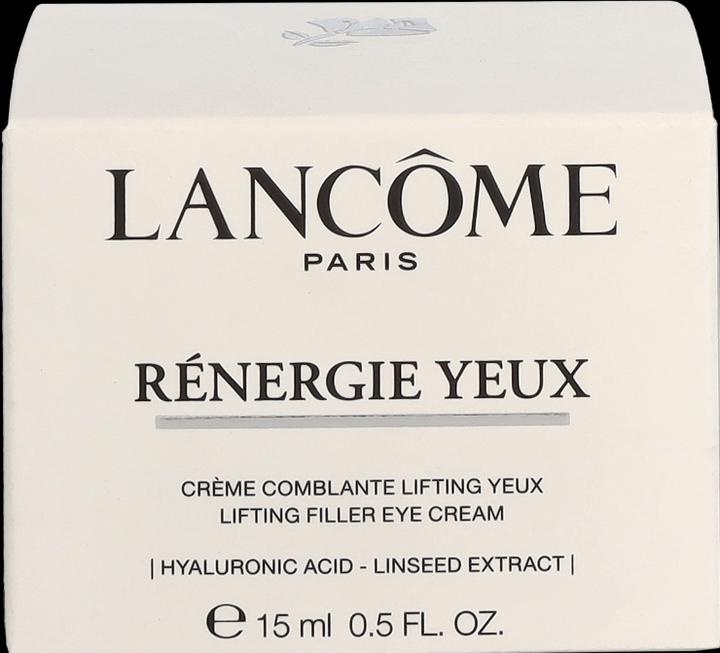 LANCÔME
PARIS
RÉNERGIE YEUX
CRÈME COMBLANTE LIFTING YEUX
LIFTING FILLER EYE CREAM
| HYALURONIC ACID - LINSEED EXTRACT |
℮ 15 ml 0.5 FL. OZ.